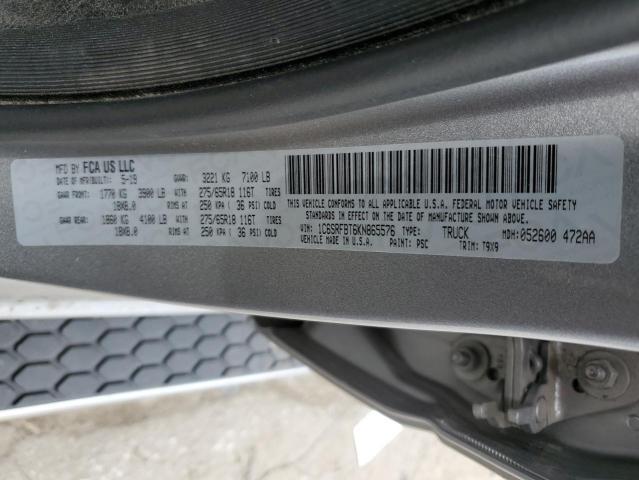 MFD BY FCA US LLC
DATE OF MFR(BUILT): 5-19 GVWR: 3221 KG 7100 LB
GAWR FRONT: 1770 KG 3900 LB WITH 275/65R18 116T TIRES
18X8.0 RIMS AT 250 KPA ( 36 PSI) COLD
GAWR REAR: 1860 KG 4100 LB WITH 275/65R18 116T TIRES
18X8.0 RIMS AT 250 KPA ( 36 PSI) COLD
THIS VEHICLE CONFORMS TO ALL APPLICABLE U.S.A. FEDERAL MOTOR VEHICLE SAFETY
STANDARDS IN EFFECT ON THE DATE OF MANUFACTURE SHOWN ABOVE.
VIN: 1C6SRFBT6KN865576 TYPE: TRUCK MDH: 052600 472AA
VEHICLE MADE IN U.S.A. PAINT: PSC TRIM: T9X9